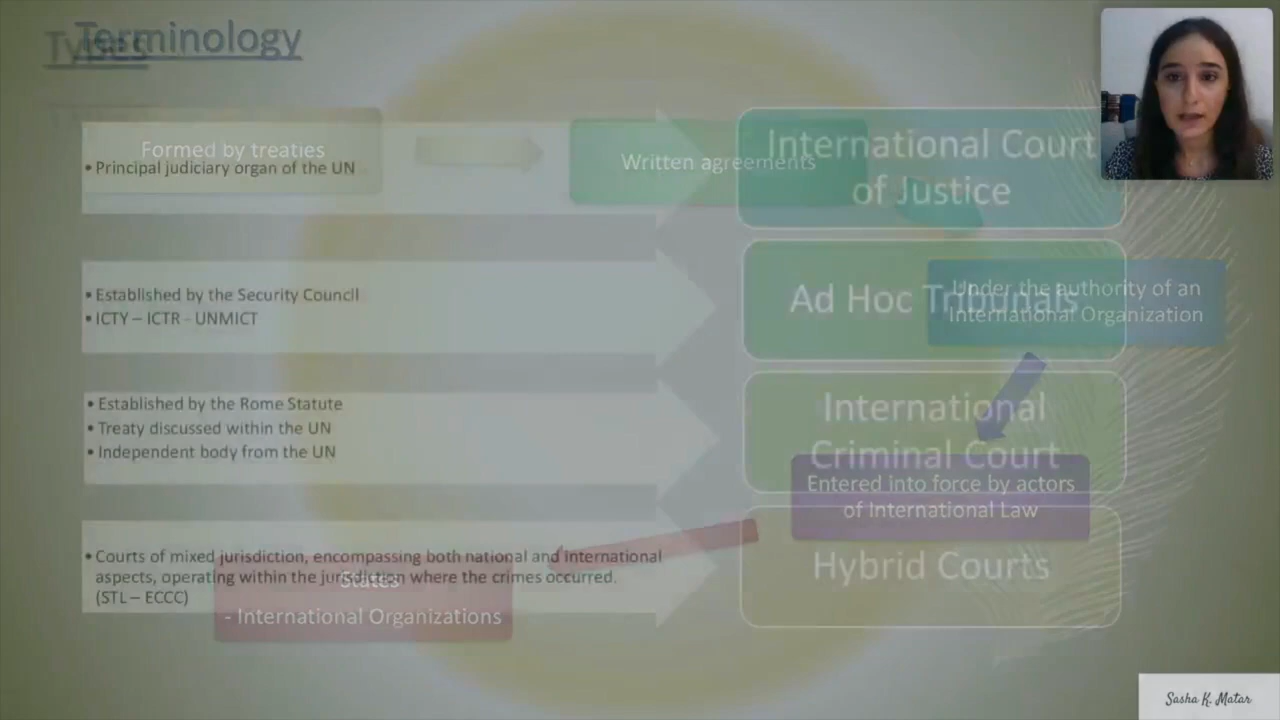 Terminology
Types
Formed by treaties
• Principal judiciary organ of the UN
Written agreements
International Court
of Justice
• Established by the Security Council
• ICTY – ICTR - UNMICT
Ad Hoc Tribunals
Under the authority of an
International Organization
• Established by the Rome Statute
• Treaty discussed within the UN
• Independent body from the UN
International
Criminal Court
Entered into force by actors
of International Law
• Courts of mixed jurisdiction, encompassing both national and international
aspects, operating within the jurisdiction where the crimes occurred.
(STL – ECCC)
States
- International Organizations
Hybrid Courts
Sasha K. Matar